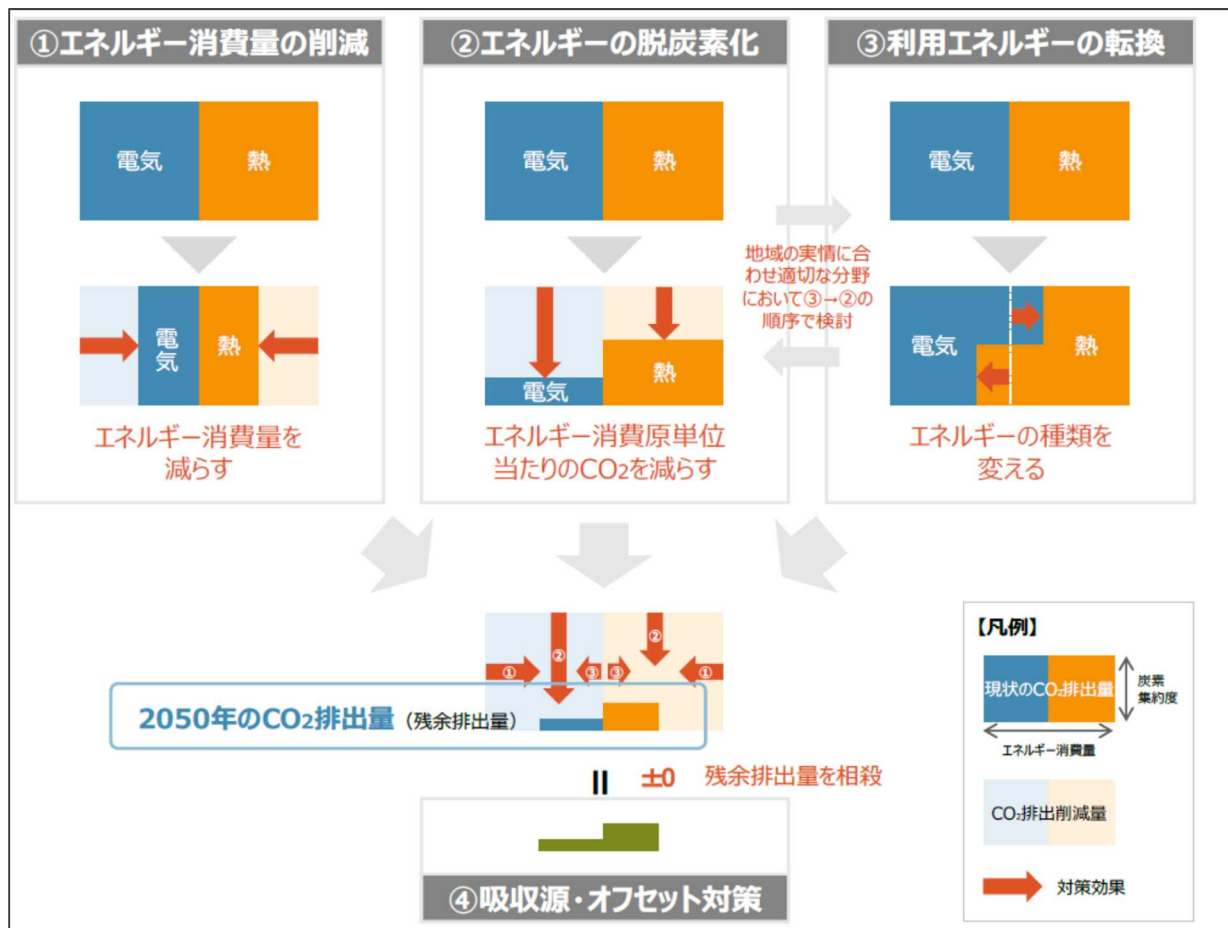 ①エネルギー消費量の削減
電気
熱
電
気
熱
エネルギー消費量を
減らす
②エネルギーの脱炭素化
電気
熱
電気
熱
エネルギー消費原単位
当たりのCO₂を減らす
地域の実情に合
わせ適切な分野
において③→②の
順序で検討
③利用エネルギーの転換
電気
熱
電気
熱
エネルギーの種類を
変える
①
②
③
③
②
①
2050年のCO₂排出量（残余排出量）
=
±0 残余排出量を相殺
④吸収源・オフセット対策
【凡例】
現状のCO₂排出量
炭素
集約度
エネルギー消費量
CO₂排出削減量
対策効果